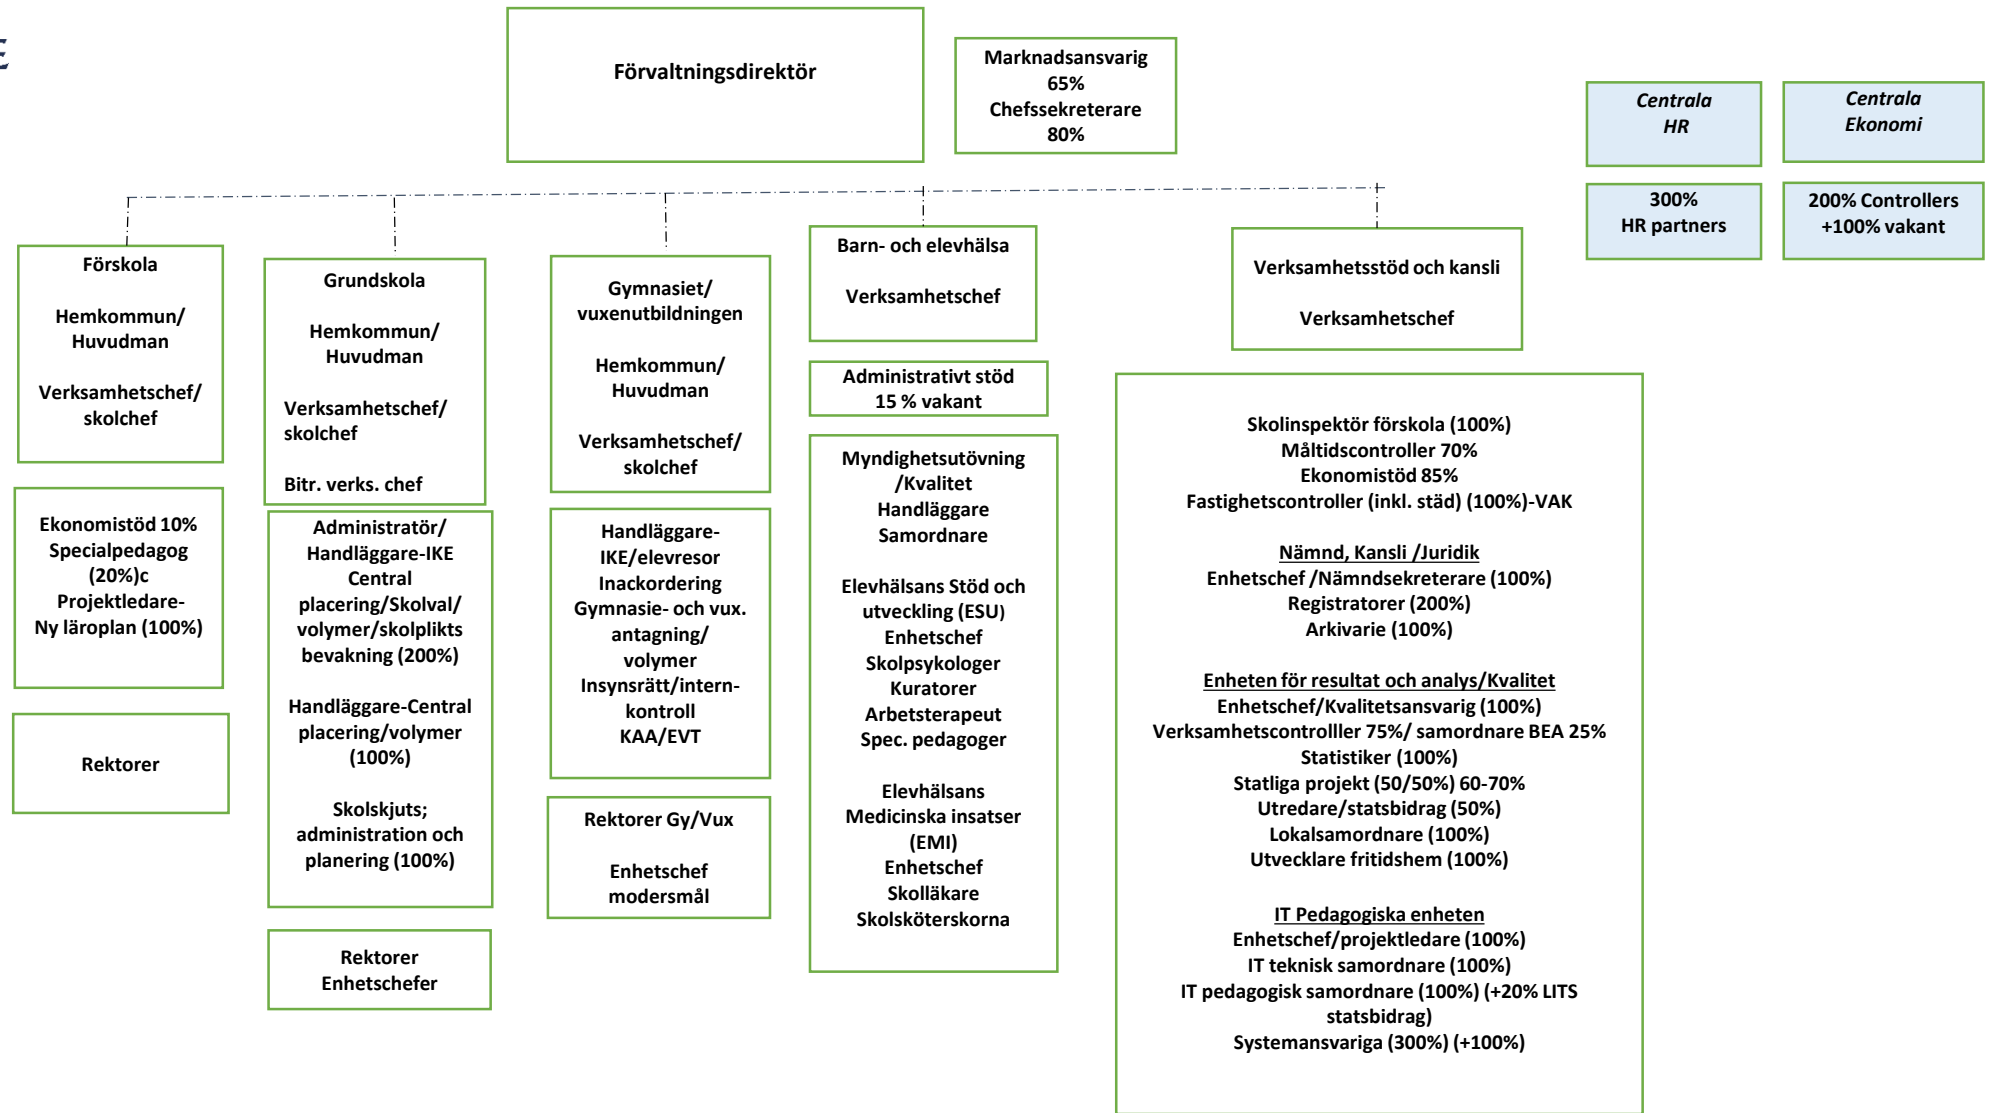 E
Förvaltningsdirektör
Marknadsansvarig
65%
Chefssekreterare
80%
Centrala
HR
Centrala
Ekonomi
300%
HR partners
200% Controllers
+100% vakant
Förskola
Hemkommun/
Huvudman
Verksamhetschef/
skolchef
Ekonomistöd 10%
Specialpedagog
(20%)c
Projektledare-
Ny läroplan (100%)
Rektorer
Grundskola
Hemkommun/
Huvudman
Verksamhetschef/
skolchef
Bitr. verks. chef
Administratör/
Handläggare-IKE
Central
placering/Skolval/
volymer/skolplikts
bevakning (200%)
Handläggare-Central
placering/volymer
(100%)
Skolskjuts;
administration och
planering (100%)
Rektorer
Enhetschefer
Gymnasiet/
vuxenutbildningen
Hemkommun/
Huvudman
Verksamhetschef/
skolchef
Handläggare-
IKE/elevresor
Inackordering
Gymnasie- och vux.
antagning/
volymer
Insynsrätt/intern-
kontroll
KAA/EVT
Rektorer Gy/Vux
Enhetschef
modersmål
Barn- och elevhälsa
Verksamhetschef
Administrativt stöd
15 % vakant
Myndighetsutövning
/Kvalitet
Handläggare
Samordnare
Elevhälsans Stöd och
utveckling (ESU)
Enhetschef
Skolpsykologer
Kuratorer
Arbetsterapeut
Spec. pedagoger
Elevhälsans
Medicinska insatser
(EMI)
Enhetschef
Skolläkare
Skolsköterskorna
Verksamhetsstöd och kansli
Verksamhetschef
Skolinspektör förskola (100%)
Måltidscontroller 70%
Ekonomistöd 85%
Fastighetscontroller (inkl. städ) (100%)-VAK
Nämnd, Kansli /Juridik
Enhetschef /Nämndsekreterare (100%)
Registratorer (200%)
Arkivarie (100%)
Enheten för resultat och analys/Kvalitet
Enhetschef/Kvalitetsansvarig (100%)
Verksamhetscontrolller 75%/ samordnare BEA 25%
Statistiker (100%)
Statliga projekt (50/50%) 60-70%
Utredare/statsbidrag (50%)
Lokalsamordnare (100%)
Utvecklare fritidshem (100%)
IT Pedagogiska enheten
Enhetschef/projektledare (100%)
IT teknisk samordnare (100%)
IT pedagogisk samordnare (100%) (+20% LITS
statsbidrag)
Systemansvariga (300%) (+100%)